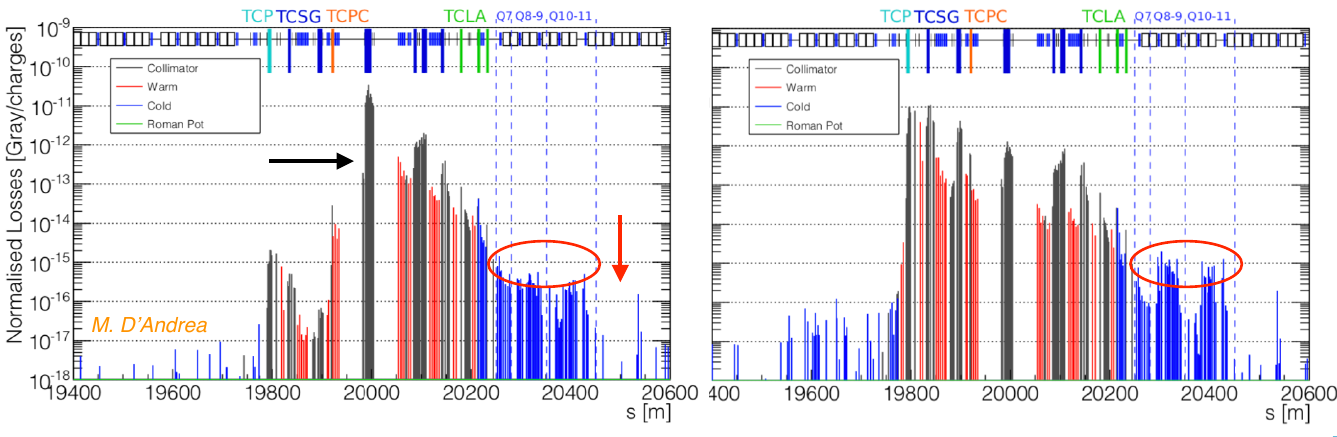 TCP TCSG TCPC TCLA Q7 Q8-9 Q10-11
Normalised Losses [Gray/charges]
10⁻⁹
10⁻¹⁰
10⁻¹¹
10⁻¹²
10⁻¹³
10⁻¹⁴
10⁻¹⁵
10⁻¹⁶
10⁻¹⁷
10⁻¹⁸
Collimator
Warm
Cold
Roman Pot
M. D'Andrea
19400 19600 19800 20000 20200 20400 20600
s [m]
TCP TCSG TCPC TCLA Q7 Q8-9 Q10-11
Collimator
Warm
Cold
Roman Pot
400 19600 19800 20000 20200 20400 20600
s [m]